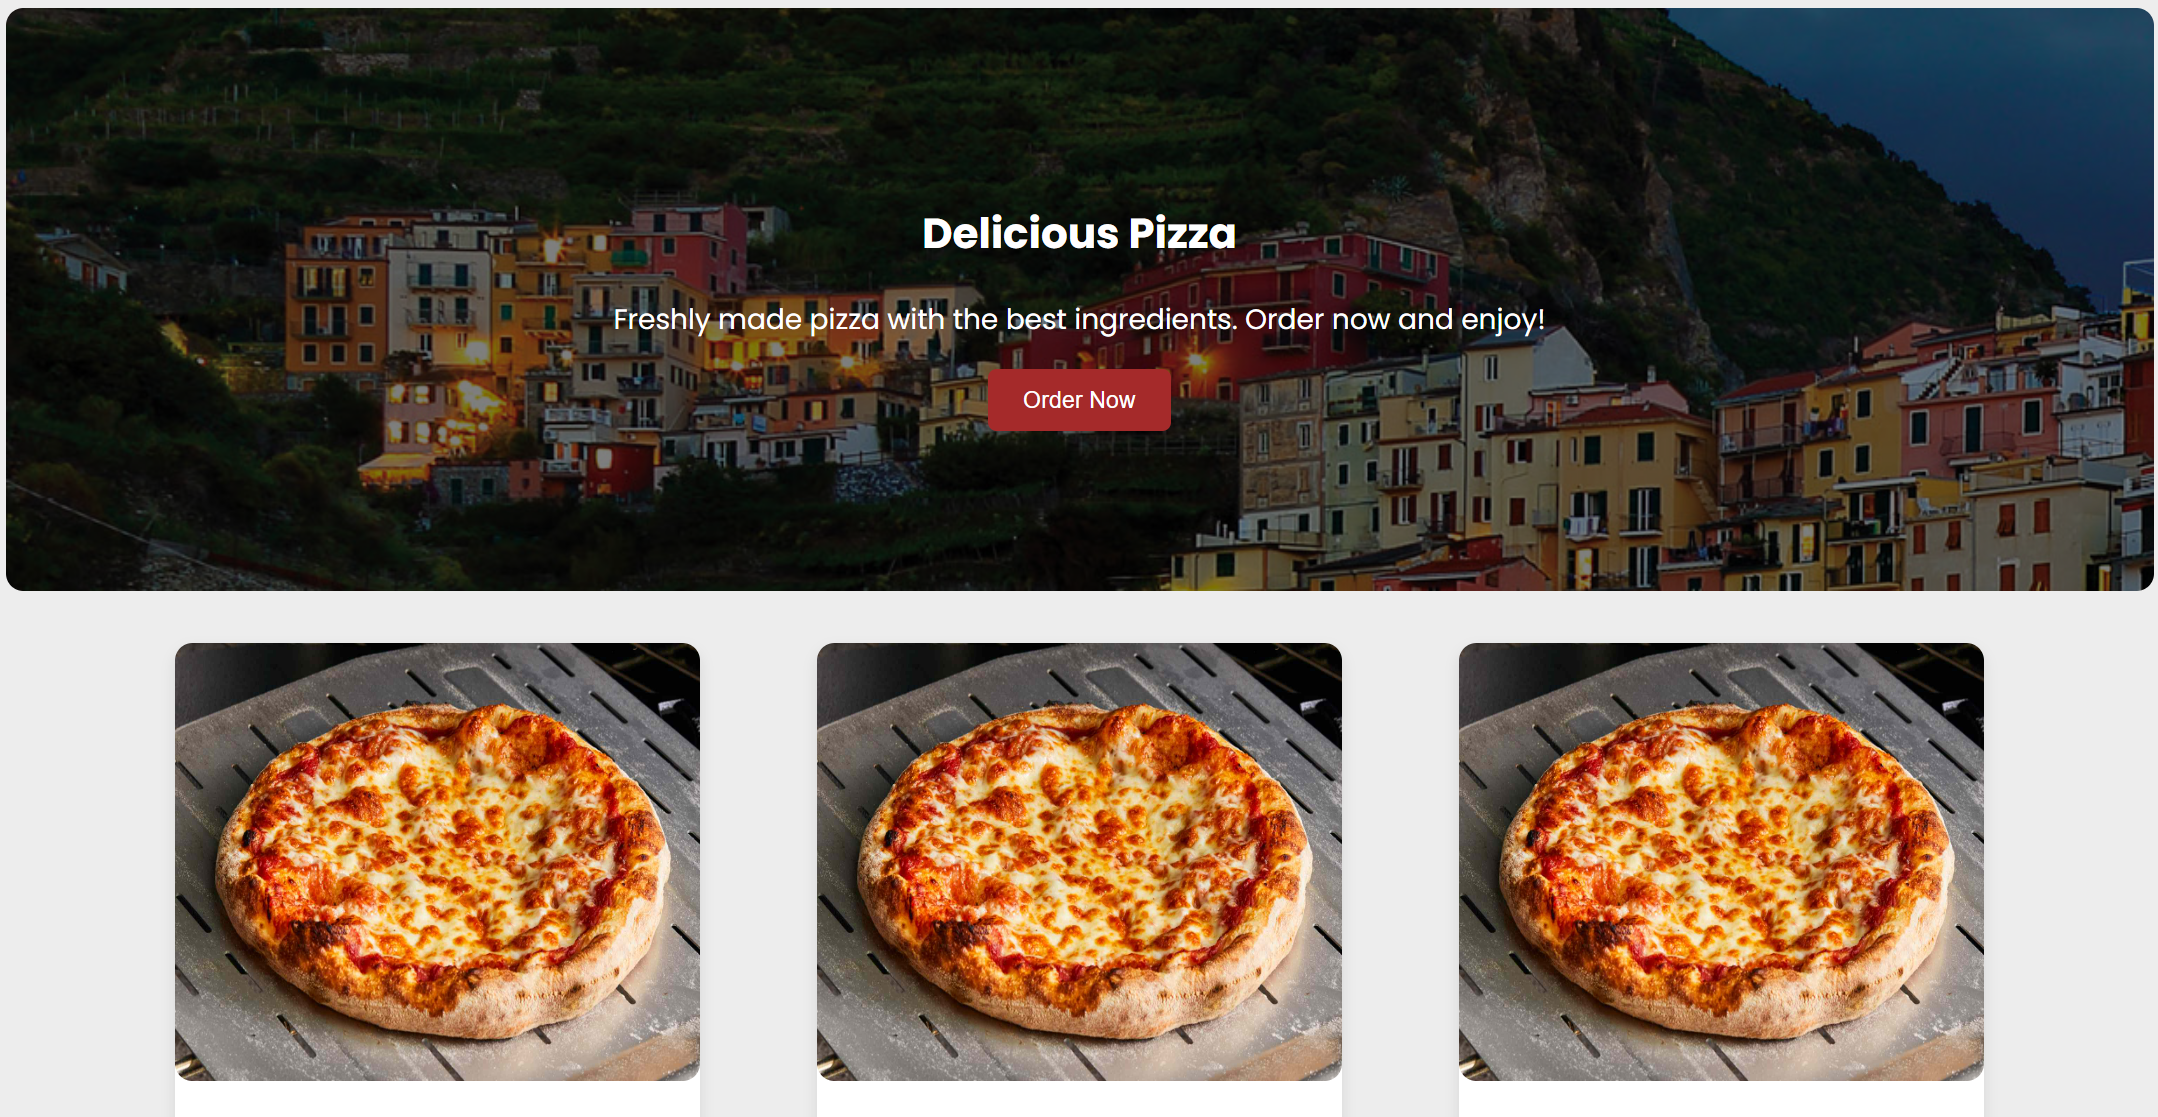 Delicious Pizza
Freshly made pizza with the best ingredients. Order now and enjoy!
Order Now